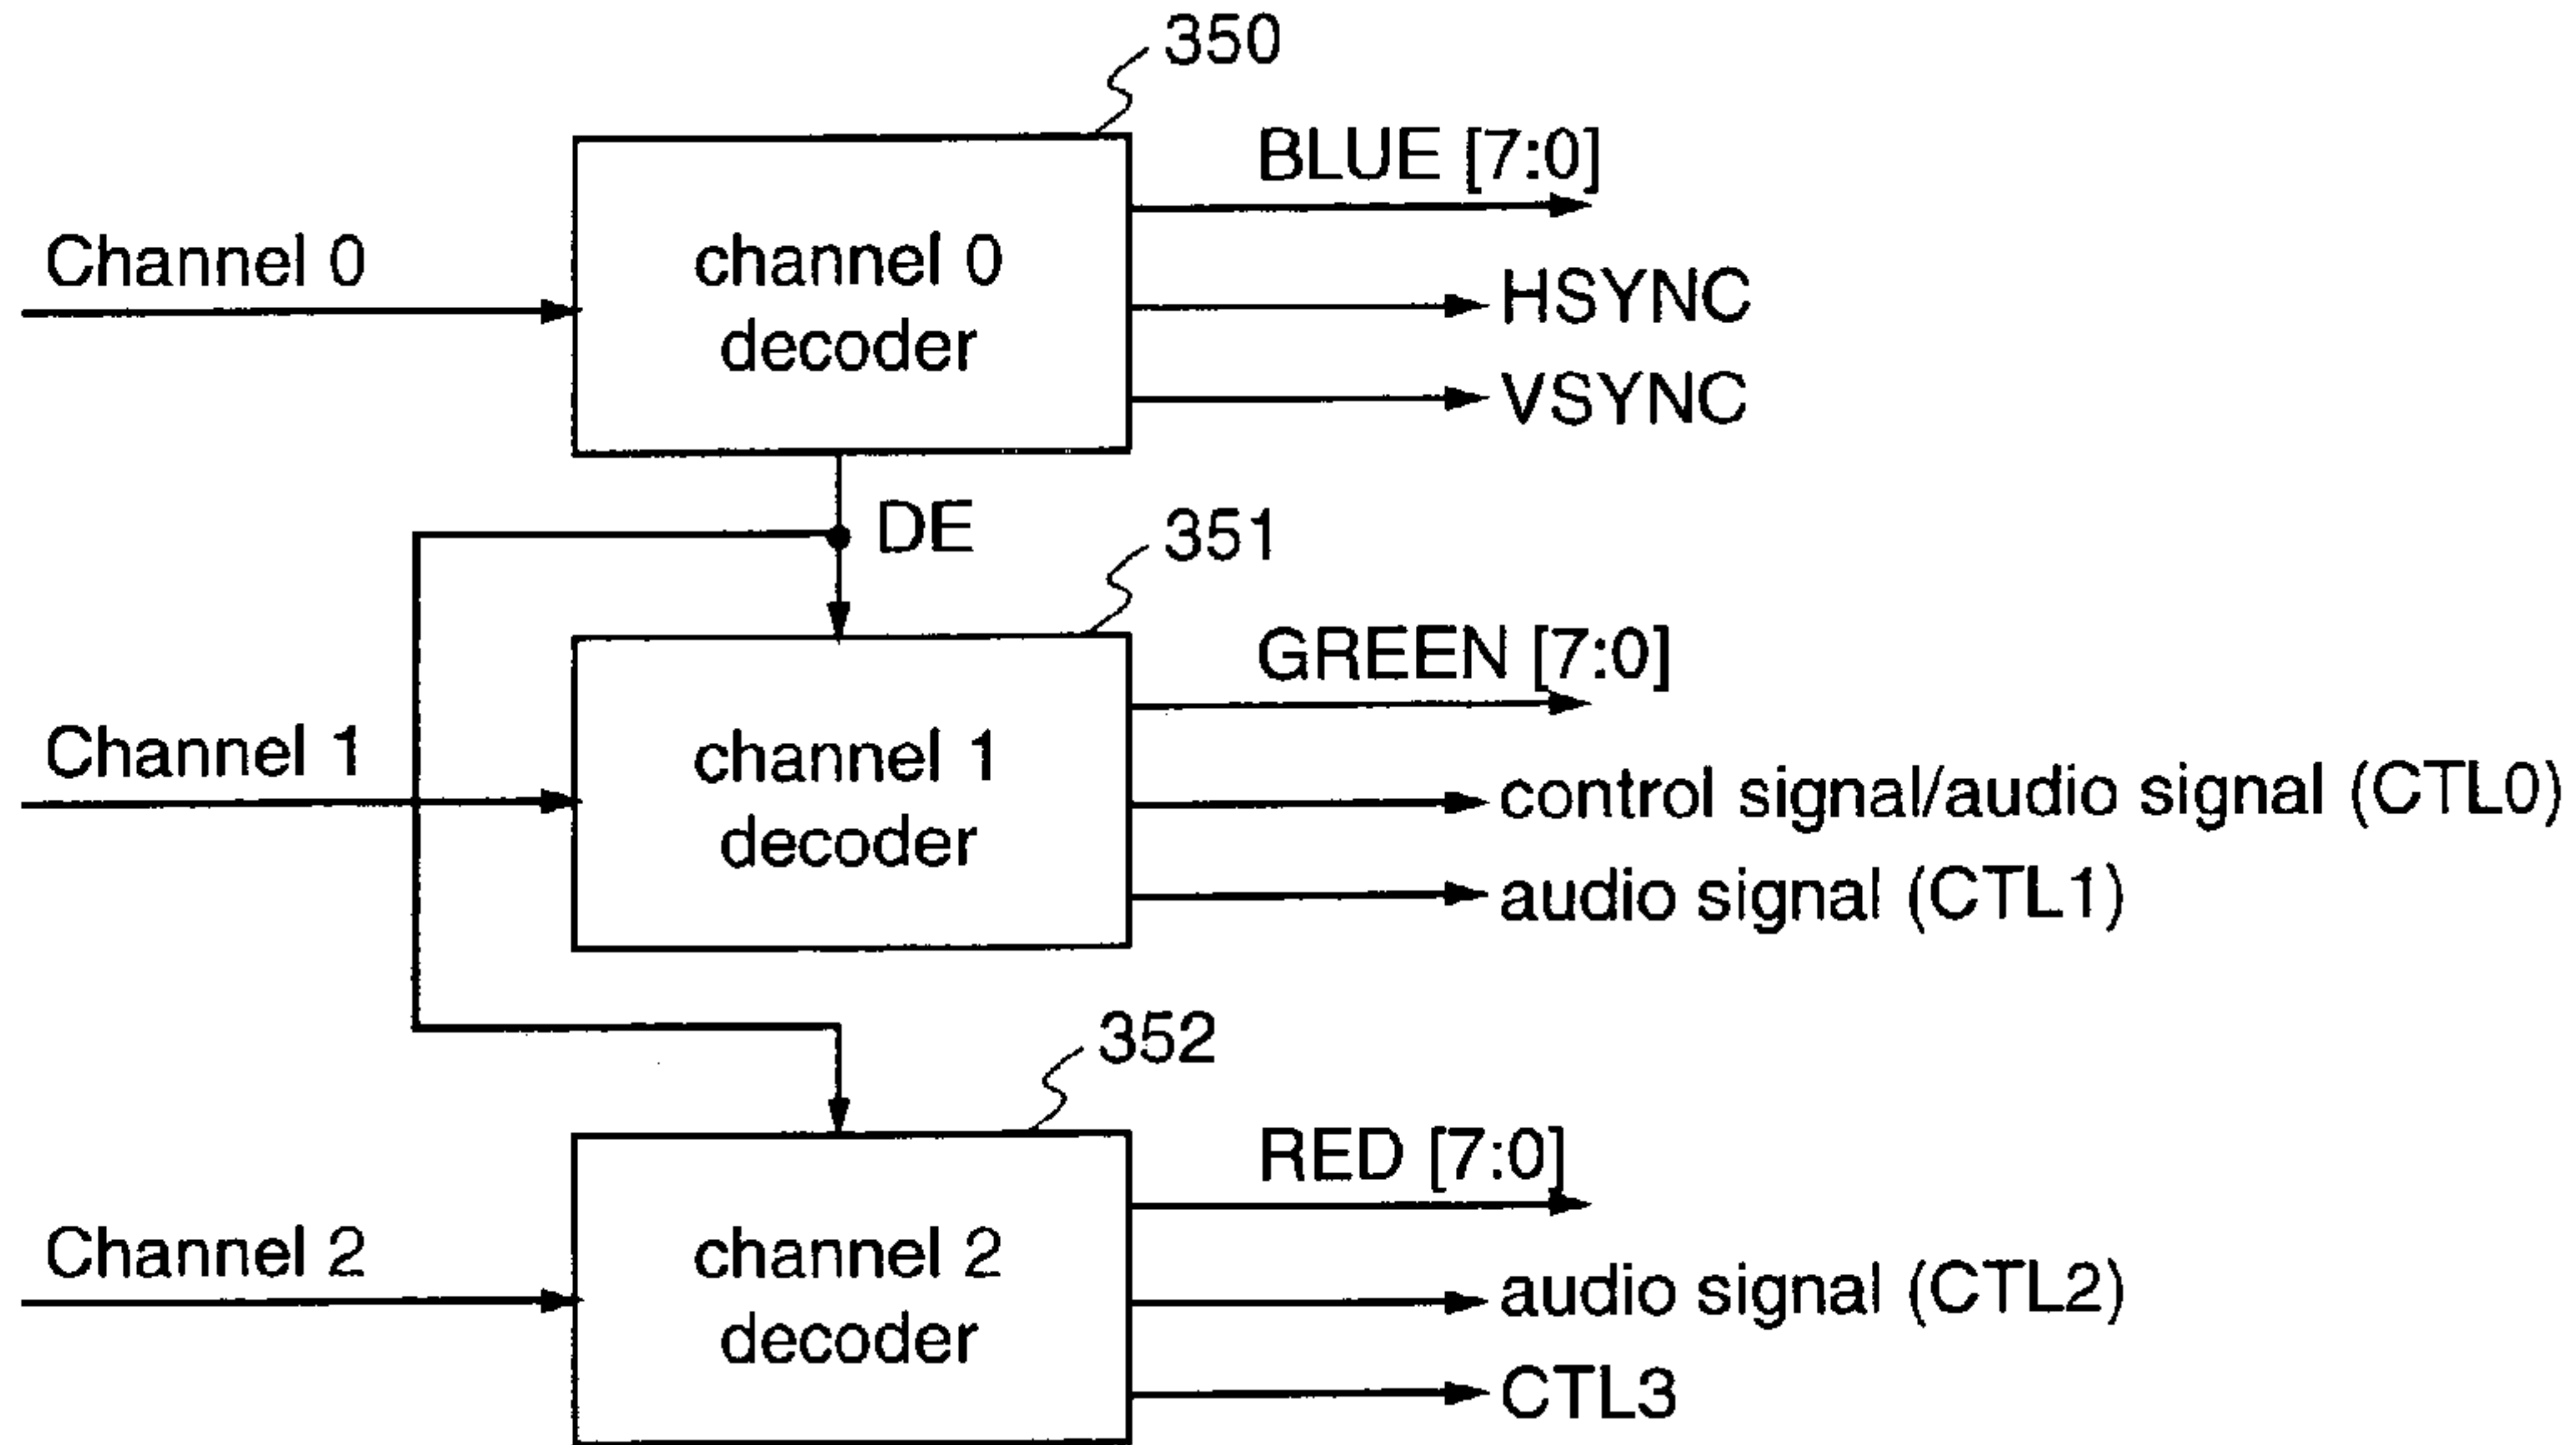 350
BLUE [7:0]
Channel 0
channel 0
decoder
HSYNC
VSYNC
DE
351
GREEN [7:0]
Channel 1
channel 1
decoder
control signal/audio signal (CTL0)
audio signal (CTL1)
352
RED [7:0]
Channel 2
channel 2
decoder
audio signal (CTL2)
CTL3